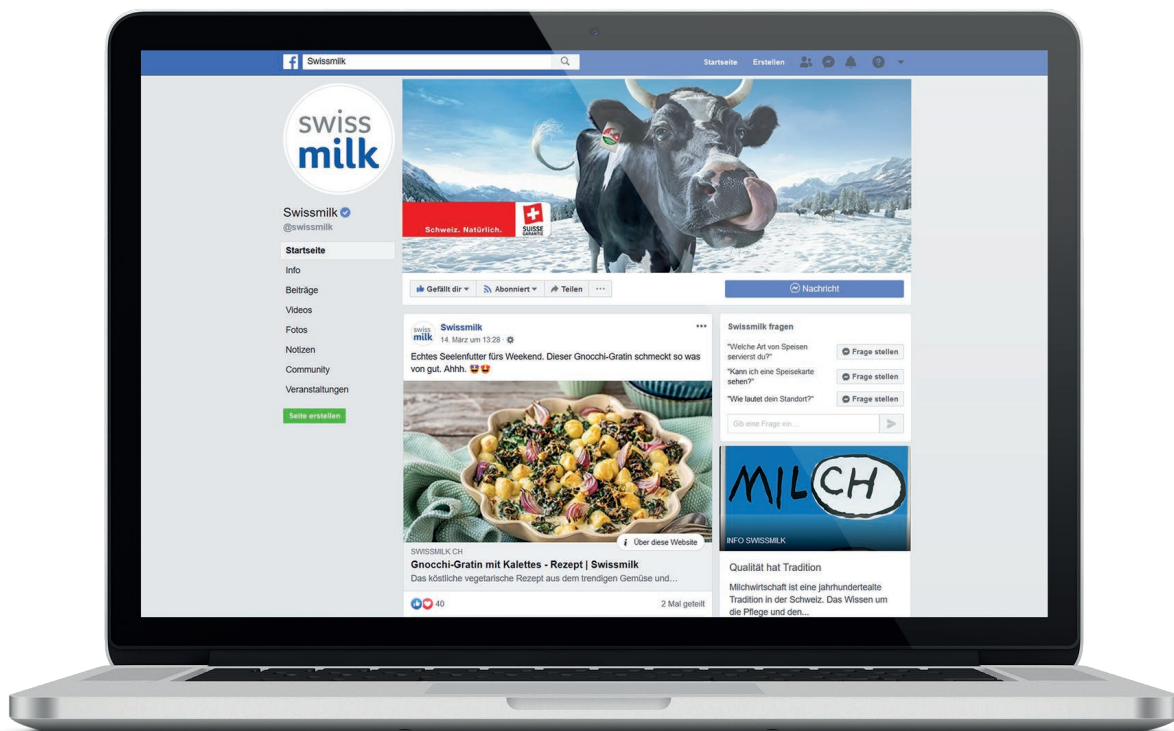 Swissmilk
Startseite Erstellen
swiss
milk
Swissmilk
@swissmilk
Startseite
Info
Beiträge
Videos
Fotos
Notizen
Community
Veranstaltungen
Seite erstellen
Schweiz. Natürlich.
SUISSE
GARANTIE
Gefällt dir Abonniert Teilen ...
Nachricht
swiss
milk
Swissmilk
14. März um 13:28 ·
Echtes Seelenfutter fürs Weekend. Dieser Gnocchi-Gratin schmeckt so was
von gut. Ahhh. 😍😍
i Über diese Website
SWISSMILK.CH
Gnocchi-Gratin mit Kalettes - Rezept | Swissmilk
Das köstliche vegetarische Rezept aus dem trendigen Gemüse und…
40 2 Mal geteilt
Swissmilk fragen
"Welche Art von Speisen
servierst du?"
Frage stellen
"Kann ich eine Speisekarte
sehen?"
Frage stellen
"Wie lautet dein Standort?" Frage stellen
Gib eine Frage ein ...
MILCH
INFO SWISSMILK
Qualität hat Tradition
Milchwirtschaft ist eine jahrhundertealte
Tradition in der Schweiz. Das Wissen um
die Pflege und den...